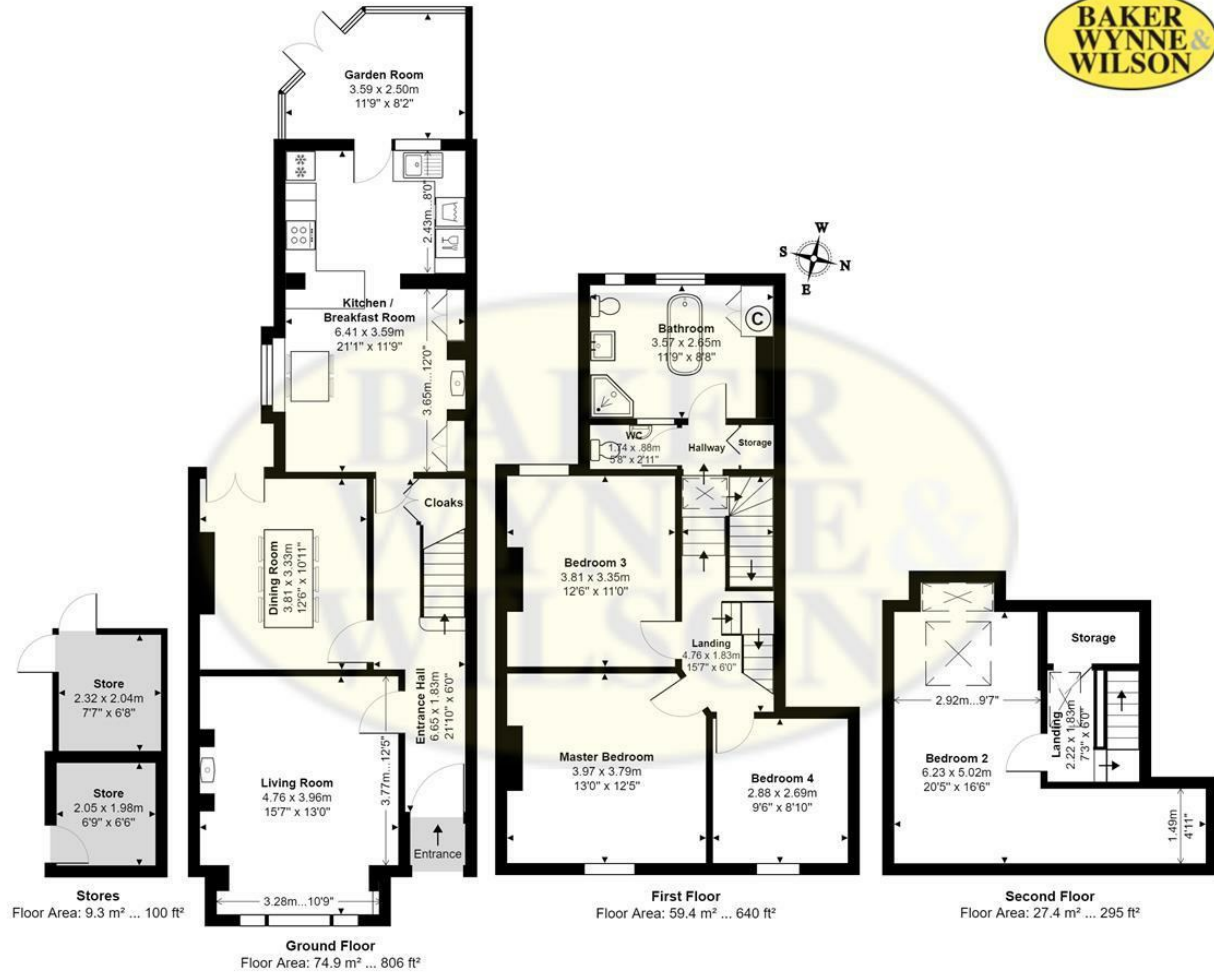 BAKER
WYNNE &
WILSON
Garden Room
3.59 x 2.50m
11'9" x 8'2"
2.43m...8'0"
Kitchen /
Breakfast Room
6.41 x 3.59m
21'1" x 11'9"
3.65m...12'0"
Cloaks
Dining Room
3.81 x 3.33m
12'6" x 10'11"
Entrance Hall
6.65 x 1.83m
21'10" x 6'0"
Living Room
4.76 x 3.96m
15'7" x 13'0"
3.77m...12'5"
3.28m...10'9"
Entrance
Ground Floor
Floor Area: 74.9 m² ... 806 ft²
Store
2.32 x 2.04m
7'7" x 6'8"
Store
2.05 x 1.98m
6'9" x 6'6"
Stores
Floor Area: 9.3 m² ... 100 ft²
W
S
N
E
Bathroom
3.57 x 2.65m
11'9" x 8'8"
C
WC
1.74 x .88m
5'8" x 2'11"
Hallway
Storage
Bedroom 3
3.81 x 3.35m
12'6" x 11'0"
Landing
4.76 x 1.83m
15'7" x 6'0"
Master Bedroom
3.97 x 3.79m
13'0" x 12'5"
Bedroom 4
2.88 x 2.69m
9'6" x 8'10"
First Floor
Floor Area: 59.4 m² ... 640 ft²
Storage
2.92m...9'7"
Landing
2.22 x 1.83m
7'3" x 6'0"
Bedroom 2
6.23 x 5.02m
20'5" x 16'6"
1.49m
4'11"
Second Floor
Floor Area: 27.4 m² ... 295 ft²
BAKER
WYNNE &
WILSON